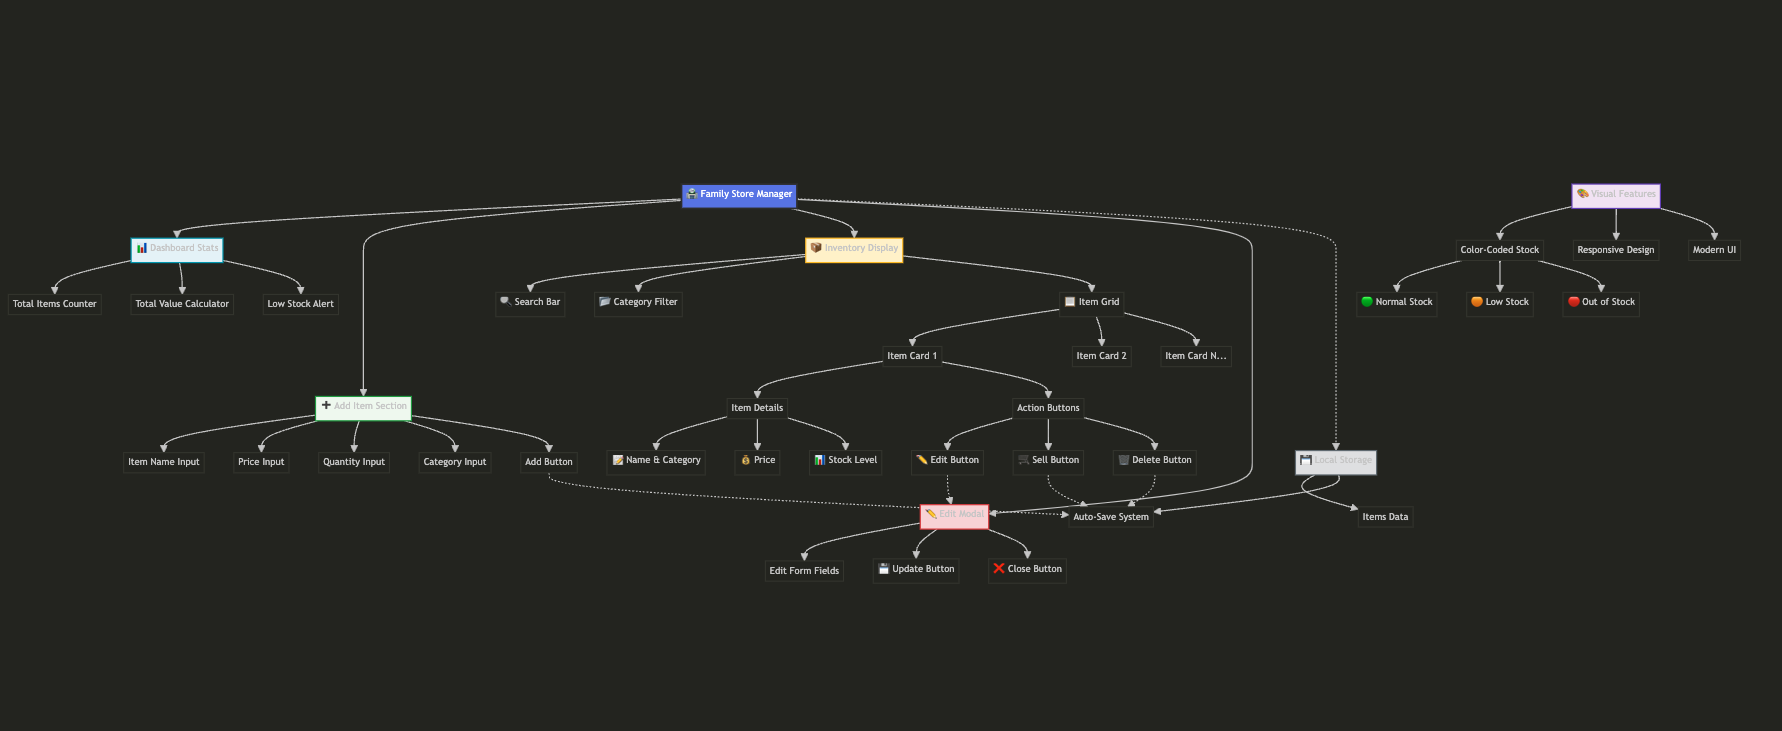 Family Store Manager
Visual Features
Dashboard Stats
Inventory Display
Color-Coded Stock
Responsive Design
Modern UI
Total Items Counter
Total Value Calculator
Low Stock Alert
Search Bar
Category Filter
Item Grid
Normal Stock
Low Stock
Out of Stock
Item Card 1
Item Card 2
Item Card N...
Add Item Section
Item Details
Action Buttons
Item Name Input
Price Input
Quantity Input
Category Input
Add Button
Name & Category
Price
Stock Level
Edit Button
Sell Button
Delete Button
Local Storage
Edit Modal
Auto-Save System
Items Data
Edit Form Fields
Update Button
Close Button